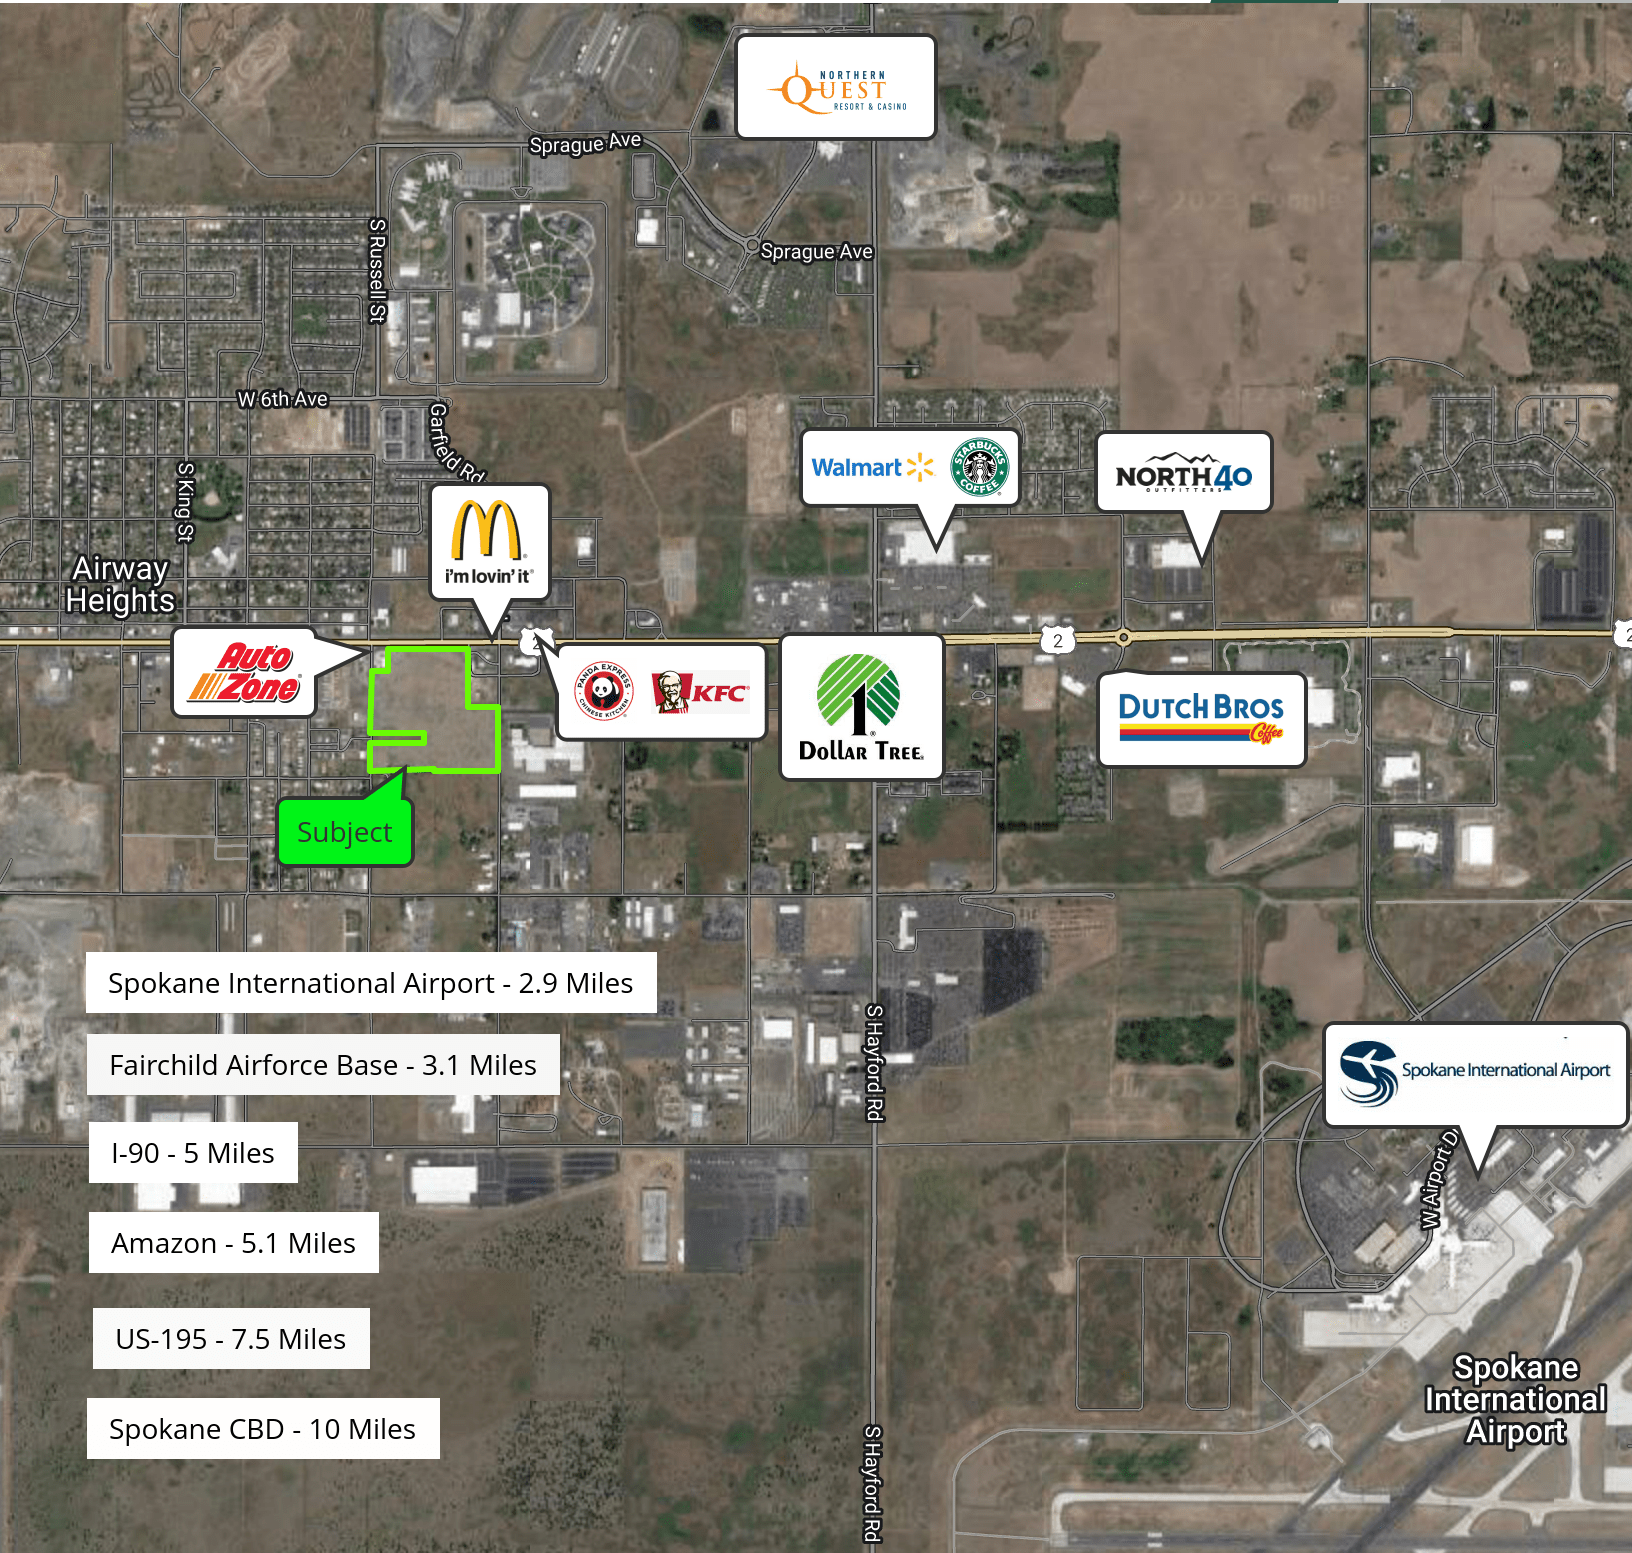 NORTHERN
QUEST
RESORT & CASINO
Sprague Ave
Sprague Ave
S Russell St
W 6th Ave
Garfield Rd
S King St
Walmart
STARBUCKS
COFFEE
NORTH 40
OUTFITTERS
i'm lovin' it
Airway
Heights
2
2
2
Auto
Zone
PANDA EXPRESS
CHINESE KITCHEN
KFC
1
DOLLAR TREE
DUTCH BROS
Coffee
Subject
Spokane International Airport - 2.9 Miles
Fairchild Airforce Base - 3.1 Miles
I-90 - 5 Miles
Amazon - 5.1 Miles
US-195 - 7.5 Miles
Spokane CBD - 10 Miles
S Hayford Rd
Spokane International Airport
W Airport D
Spokane
International
Airport
S Hayford Rd